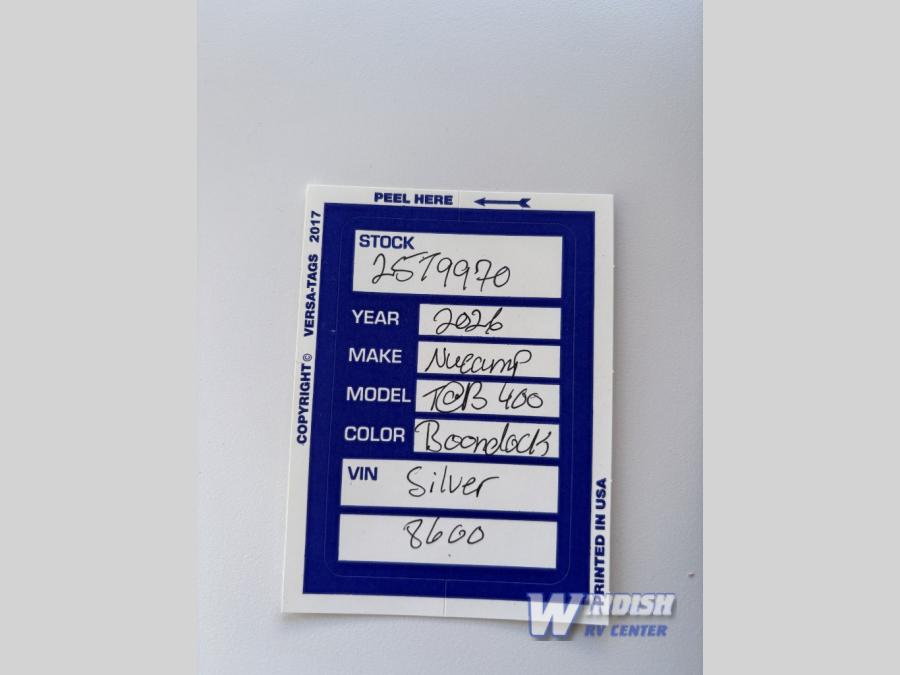 PEEL HERE
COPYRIGHT© VERSA-TAGS 2017
STOCK
25T9970
YEAR 2026
MAKE Nucamp
MODEL T@B 400
COLOR Boondock
VIN Silver
8600
PRINTED IN USA
WINDISH
RV CENTER